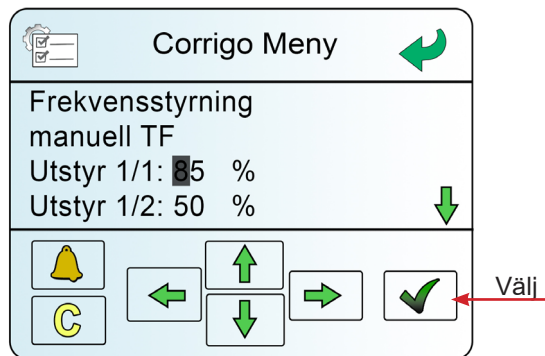 Corrigo Meny
Frekvensstyrning
manuell TF
Utstyr 1/1: 85 %
Utstyr 1/2: 50 %
C
Välj